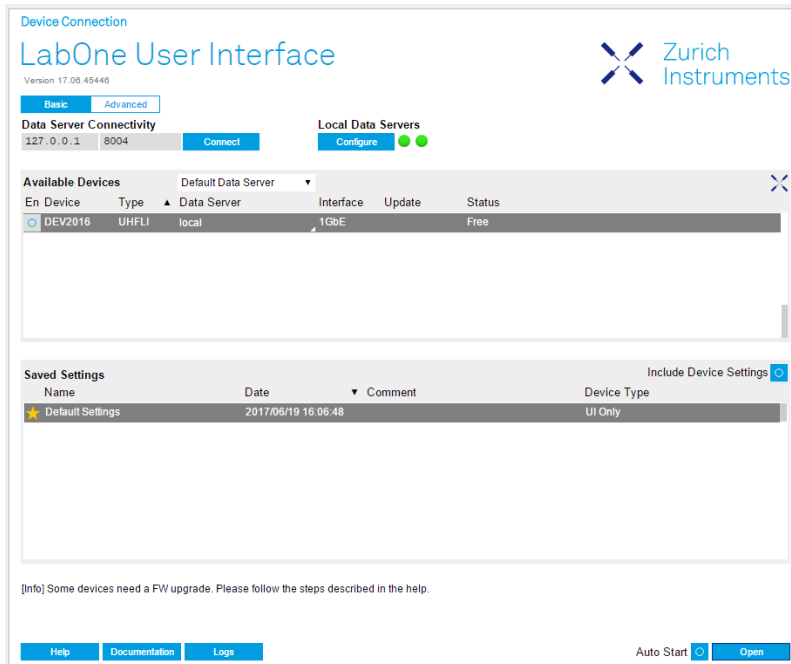 Device Connection
LabOne User Interface
Version 17.06.45446
Zurich
Instruments
Basic Advanced
Data Server Connectivity
Local Data Servers
127.0.0.1 8004 Connect
Configure
Available Devices Default Data Server ▼
En Device Type ▲ Data Server Interface Update Status
DEV2016 UHFLI local 1GbE Free
Saved Settings Include Device Settings
Name Date ▼ Comment Device Type
Default Settings 2017/06/19 16:06:48 UI Only
[Info] Some devices need a FW upgrade. Please follow the steps described in the help.
Help Documentation Logs Auto Start Open